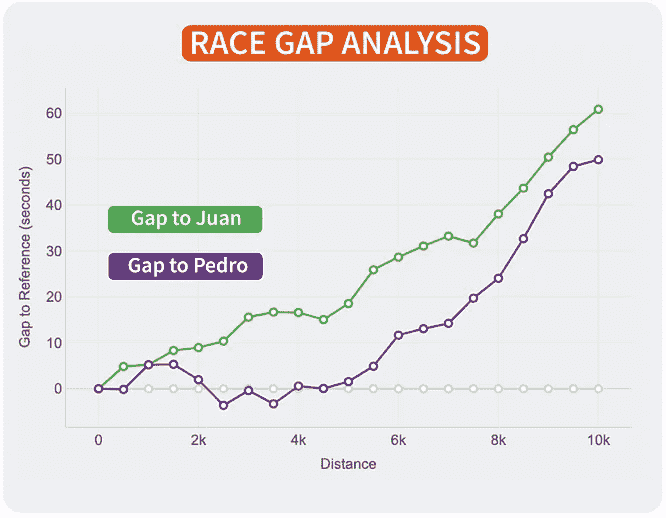 RACE GAP ANALYSIS
Gap to Reference (seconds)
60
50
40
30
20
10
0
Gap to Juan
Gap to Pedro
0 2k 4k 6k 8k 10k
Distance